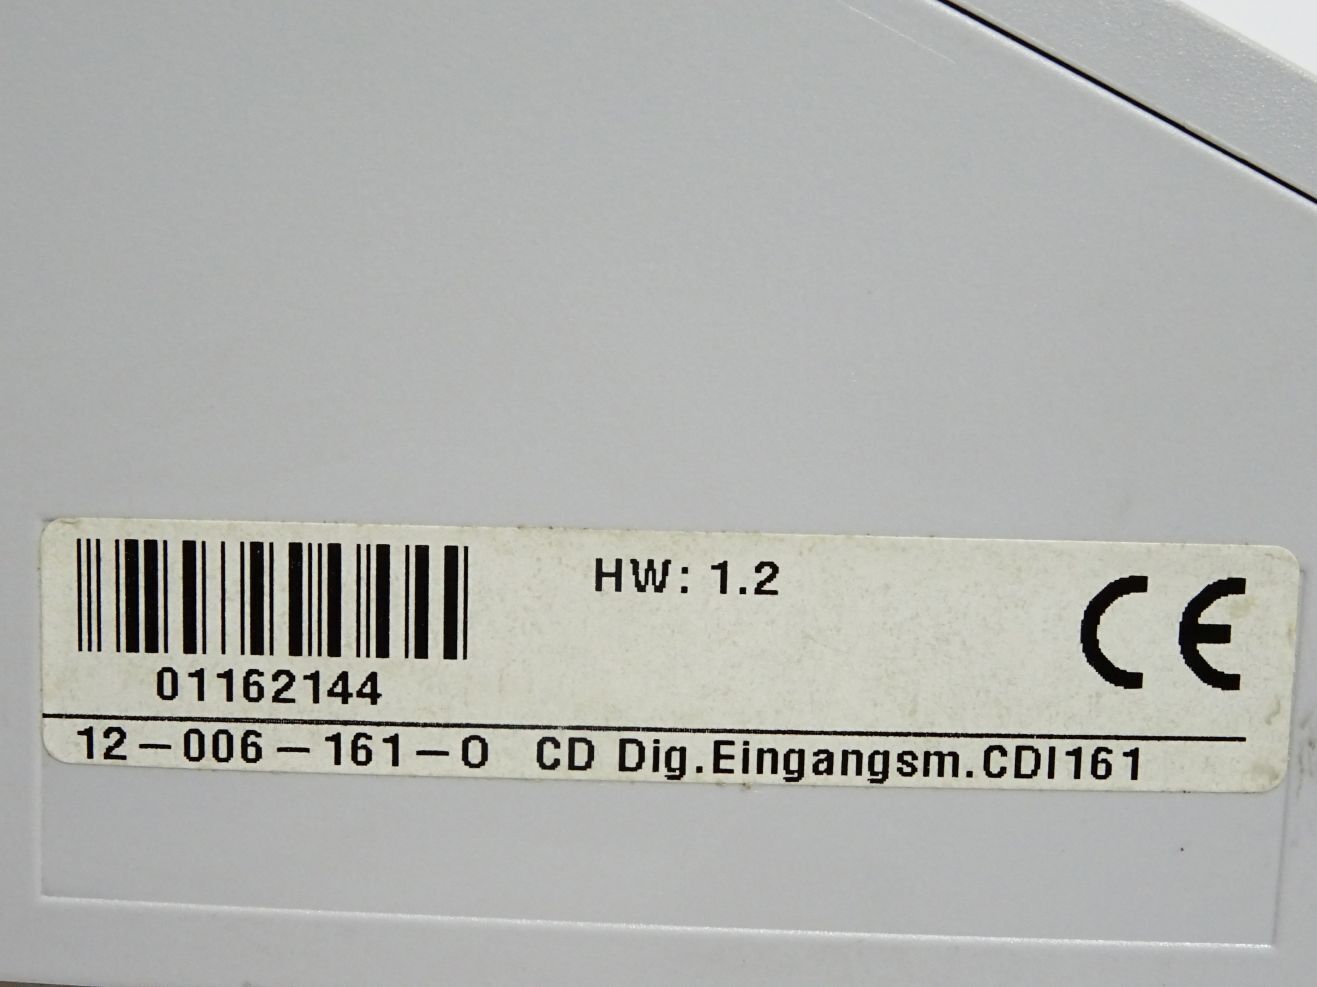 HW: 1.2
CE
01162144
12-006-161-0 CD Dig.Eingangsm.CDI161